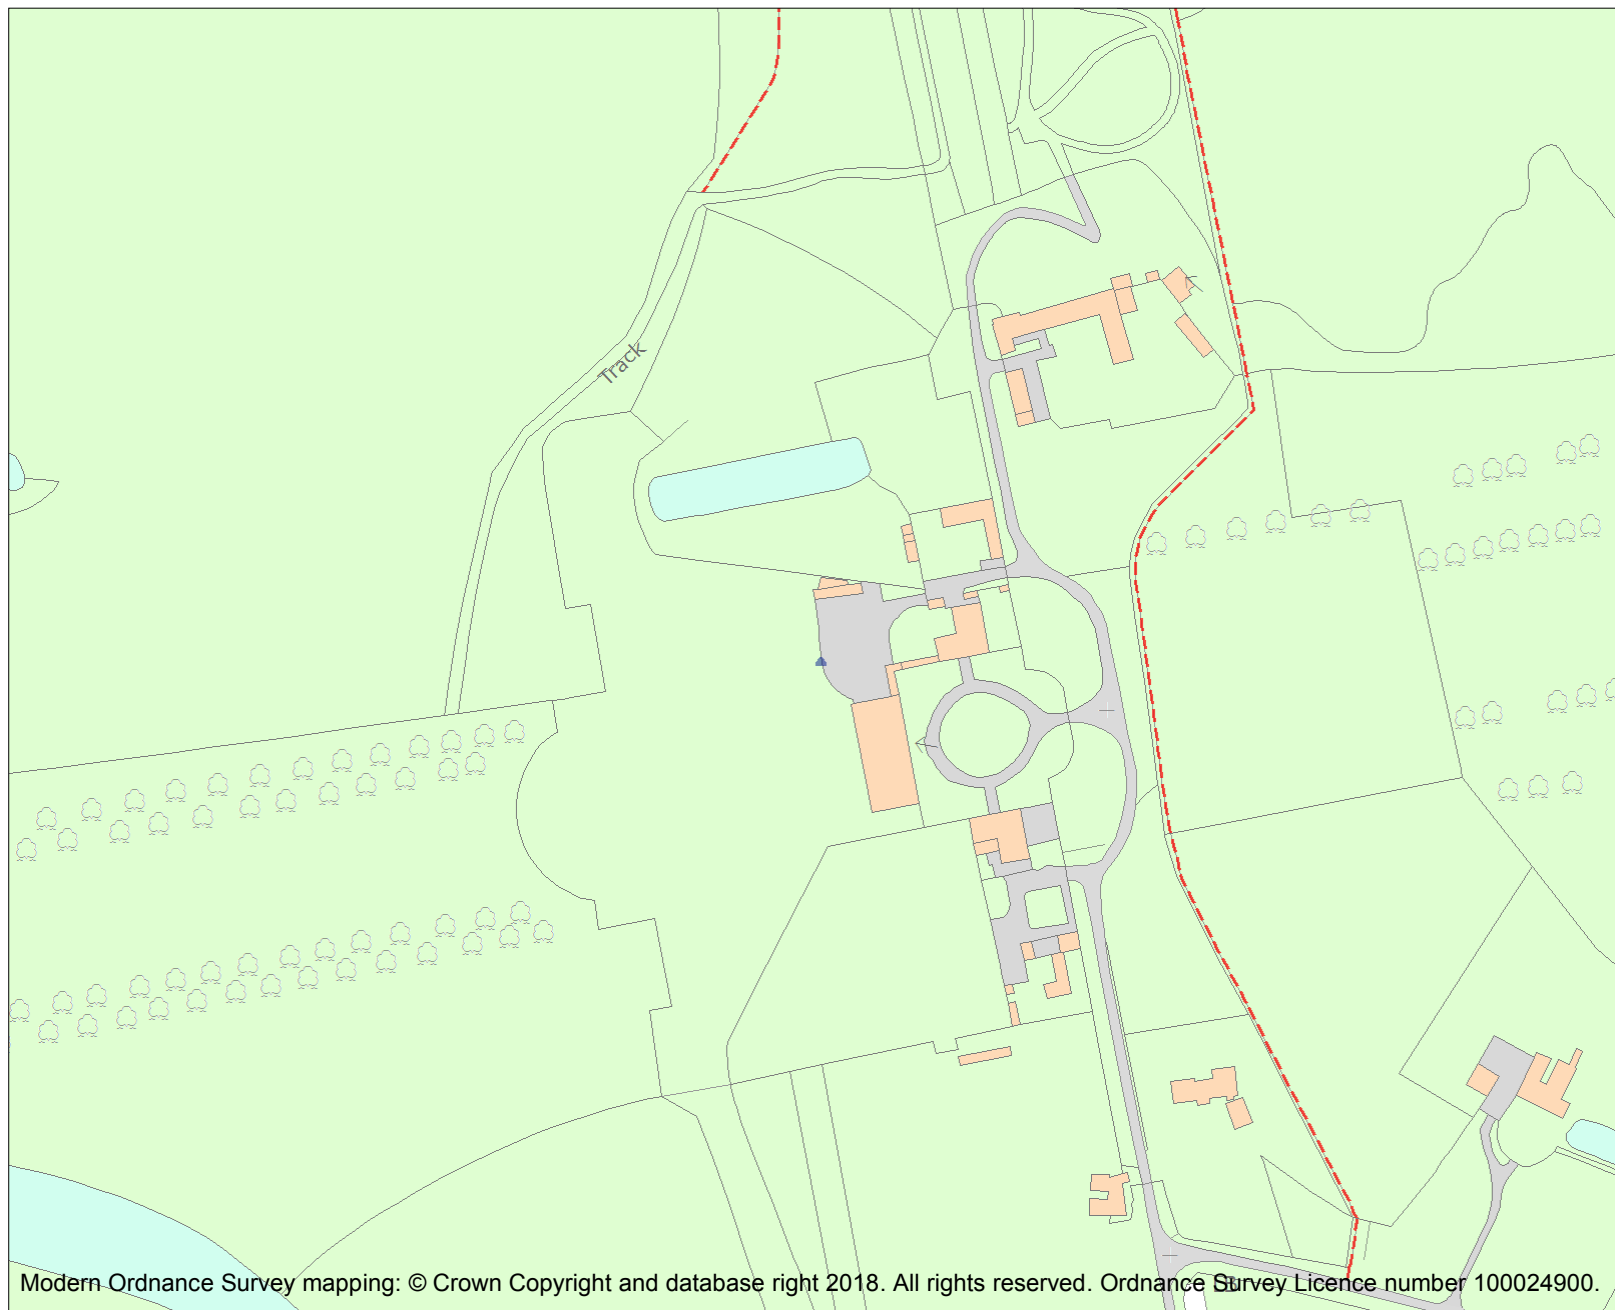 Track
Modern Ordnance Survey mapping: © Crown Copyright and database right 2018. All rights reserved. Ordnance Survey Licence number 100024900.